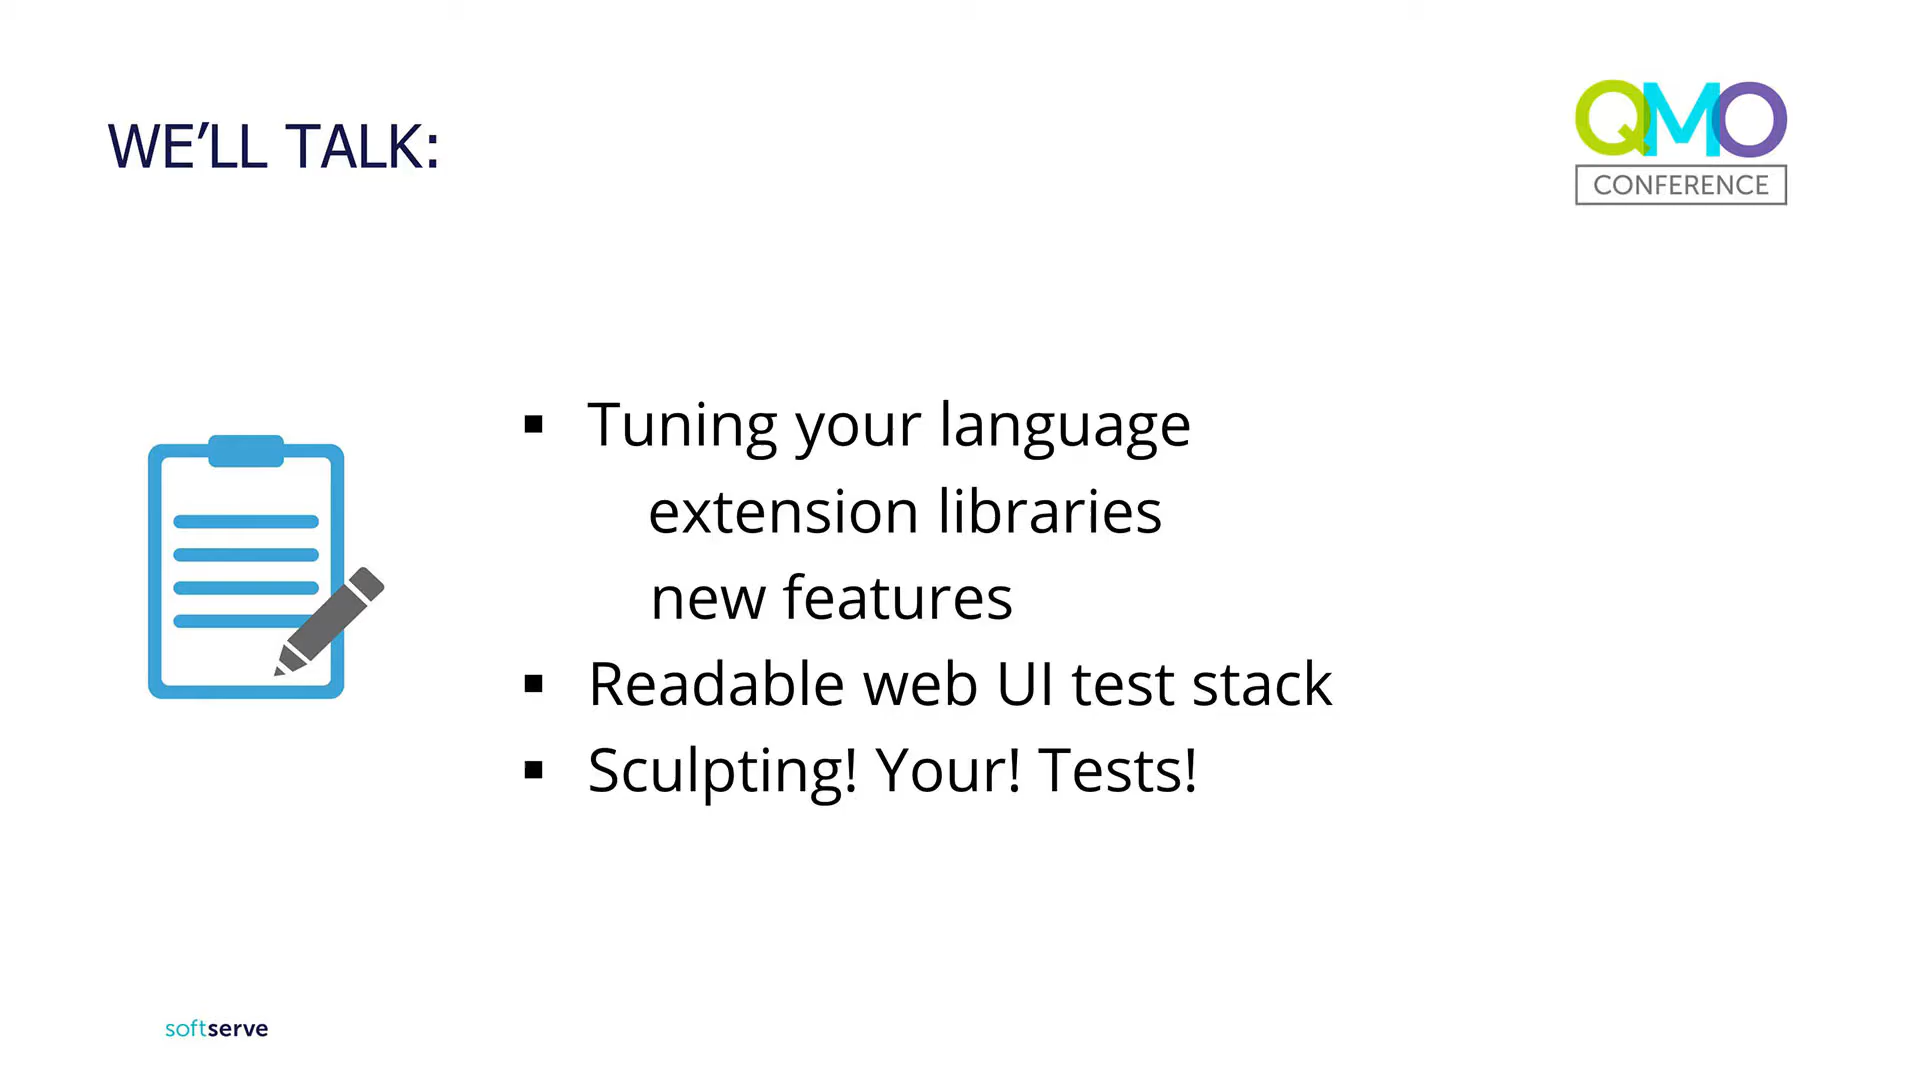 WE’LL TALK:
QMO
CONFERENCE
▪ Tuning your language
extension libraries
new features
▪ Readable web UI test stack
▪ Sculpting! Your! Tests!
softserve